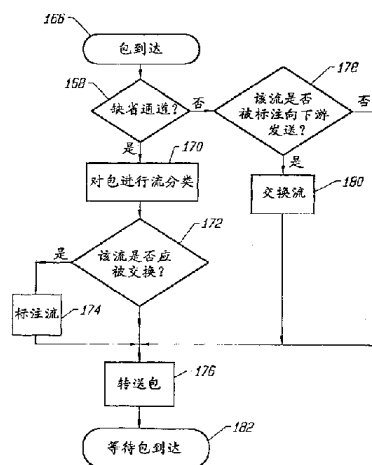 166
包到达
168
缺省通道?
否
178
该流是否
被标注向下游
发送?
否
是
170
对包进行流分类
是
180
交换流
172
该流是否应
被交换?
是
标注流
174
176
转送包
182
等待包到达